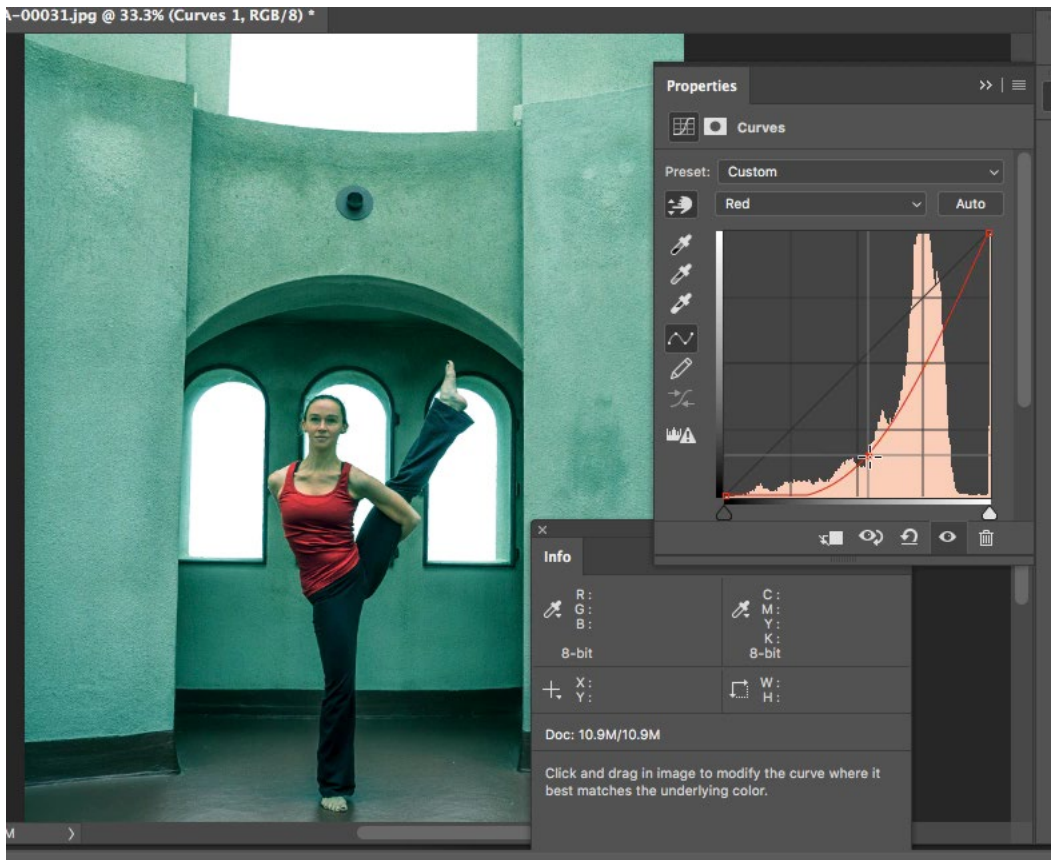 A-00031.jpg @ 33.3% (Curves 1, RGB/8) *
Properties
Curves
Preset: Custom
Red Auto
Info
R: C:
G: M:
B: Y:
K:
8-bit 8-bit
X: W:
Y: H:
Doc: 10.9M/10.9M
Click and drag in image to modify the curve where it
best matches the underlying color.
M